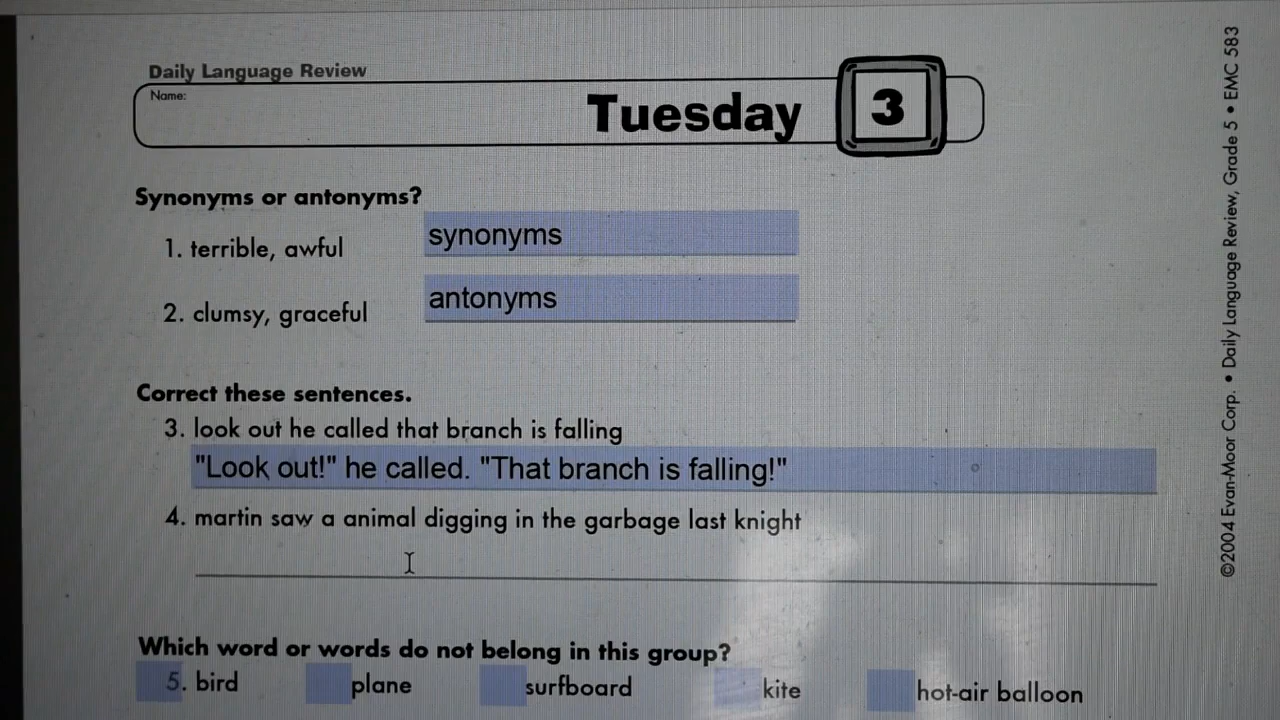 Daily Language Review
Name:
Tuesday 3
Synonyms or antonyms?
1. terrible, awful synonyms
2. clumsy, graceful antonyms
Correct these sentences.
3. look out he called that branch is falling
"Look out!" he called. "That branch is falling!"
4. martin saw a animal digging in the garbage last knight
Which word or words do not belong in this group?
5. bird plane surfboard kite hot-air balloon
©2004 Evan-Moor Corp. • Daily Language Review, Grade 5 • EMC 583